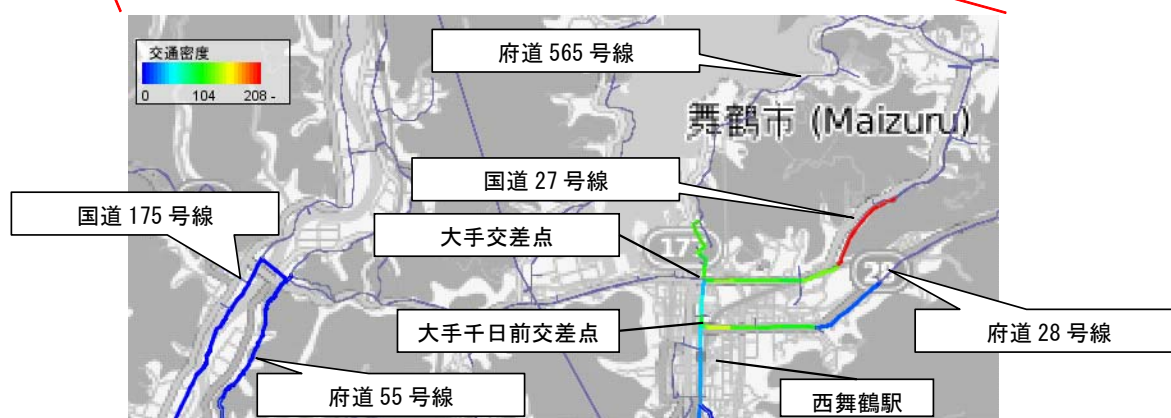 交通密度
0 104 208 -
府道 565 号線
舞鶴市 (Maizuru)
国道 27 号線
国道 175 号線
大手交差点
17
大手千日前交差点
府道 28 号線
府道 55 号線
西舞鶴駅